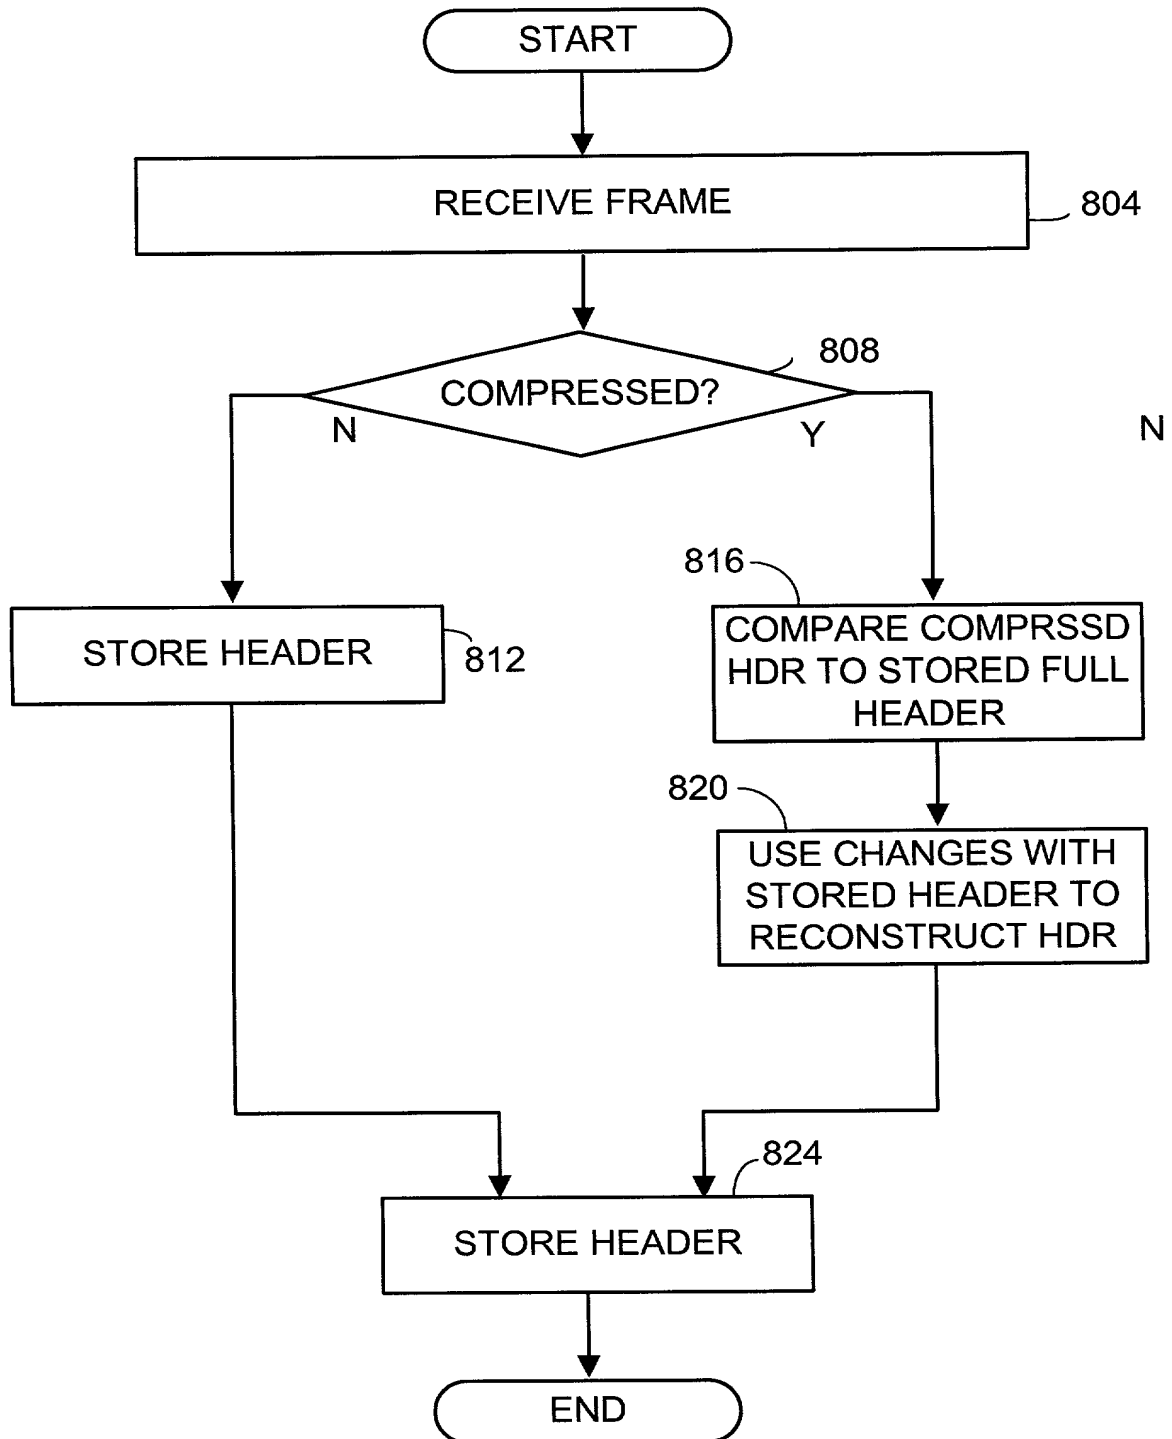 START
RECEIVE FRAME
804
808
COMPRESSED?
N
Y
N
816
STORE HEADER
812
COMPARE COMPRSSD
HDR TO STORED FULL
HEADER
820
USE CHANGES WITH
STORED HEADER TO
RECONSTRUCT HDR
824
STORE HEADER
END